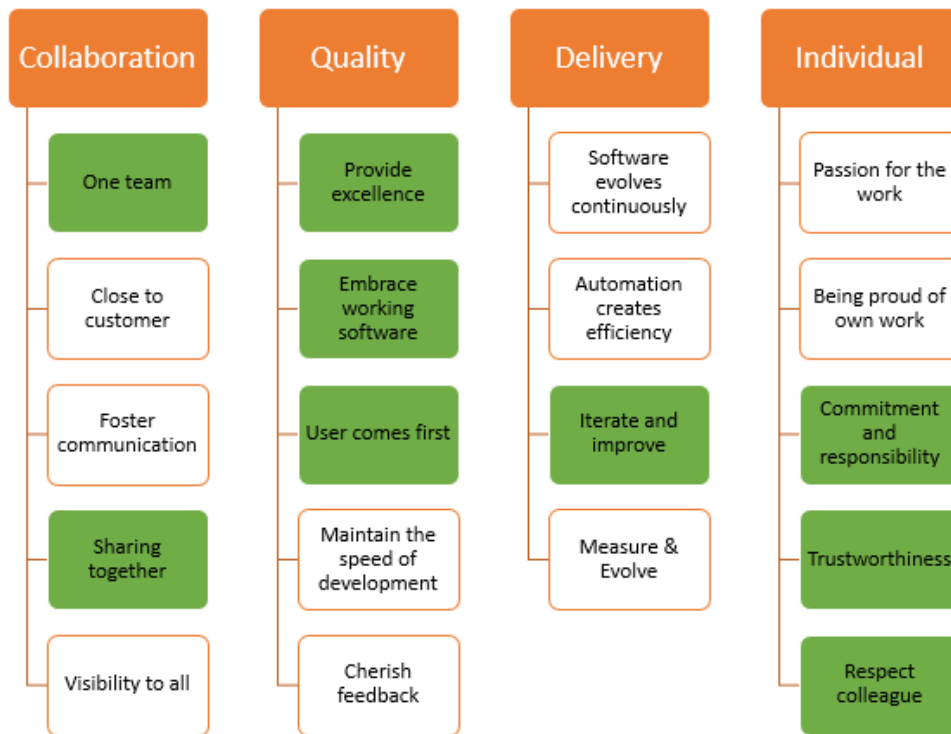 Collaboration
One team
Close to
customer
Foster
communication
Sharing
together
Visibility to all
Quality
Provide
excellence
Embrace
working
software
User comes first
Maintain the
speed of
development
Cherish
feedback
Delivery
Software
evolves
continuously
Automation
creates
efficiency
Iterate and
improve
Measure &
Evolve
Individual
Passion for the
work
Being proud of
own work
Commitment
and
responsibility
Trustworthiness
Respect
colleague